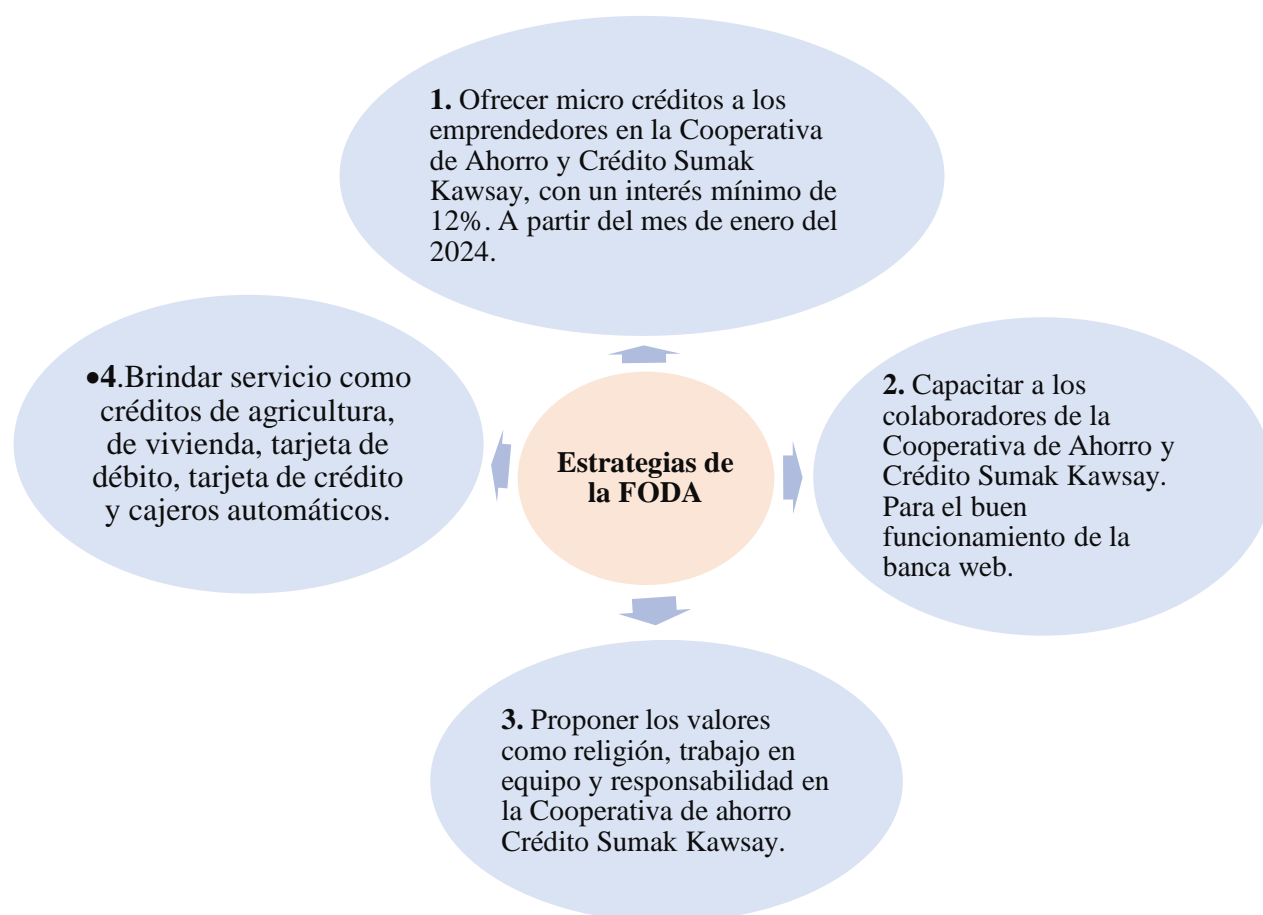 1. Ofrecer micro créditos a los
emprendedores en la Cooperativa
de Ahorro y Crédito Sumak
Kawsay, con un interés mínimo de
12%. A partir del mes de enero del
2024.
Estrategias de
la FODA
2. Capacitar a los
colaboradores de la
Cooperativa de Ahorro y
Crédito Sumak Kawsay.
Para el buen
funcionamiento de la
banca web.
3. Proponer los valores
como religión, trabajo en
equipo y responsabilidad en
la Cooperativa de ahorro
Crédito Sumak Kawsay.
•4.Brindar servicio como
créditos de agricultura,
de vivienda, tarjeta de
débito, tarjeta de crédito
y cajeros automáticos.